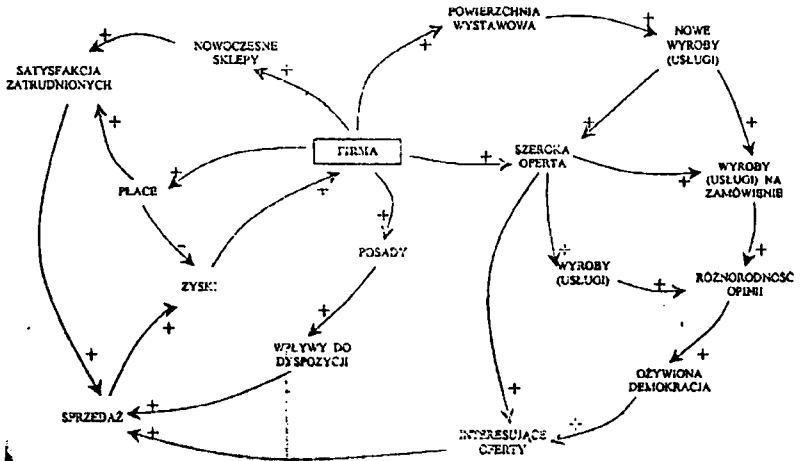 POWIERZCHNIA
WYSTAWOWA
NOWE
WYROBY
(USŁUGI)
NOWOCZESNE
SKLEPY
SATYSFAKCJA
ZATRUDNIONYCH
FIRMA
SZEROKA
OFERTA
WYROBY
(USŁUGI) NA
ZAMÓWIENIE
PŁACE
POSADY
ZYSKI
WYROBY
(USŁUGI)
RÓŻNORODNOŚĆ
OPINII
WPŁYWY DO
DYSPOZYCJI
OŻYWIONA
DEMOKRACJA
SPRZEDAŻ
INTERESUJĄCE
OFERTY